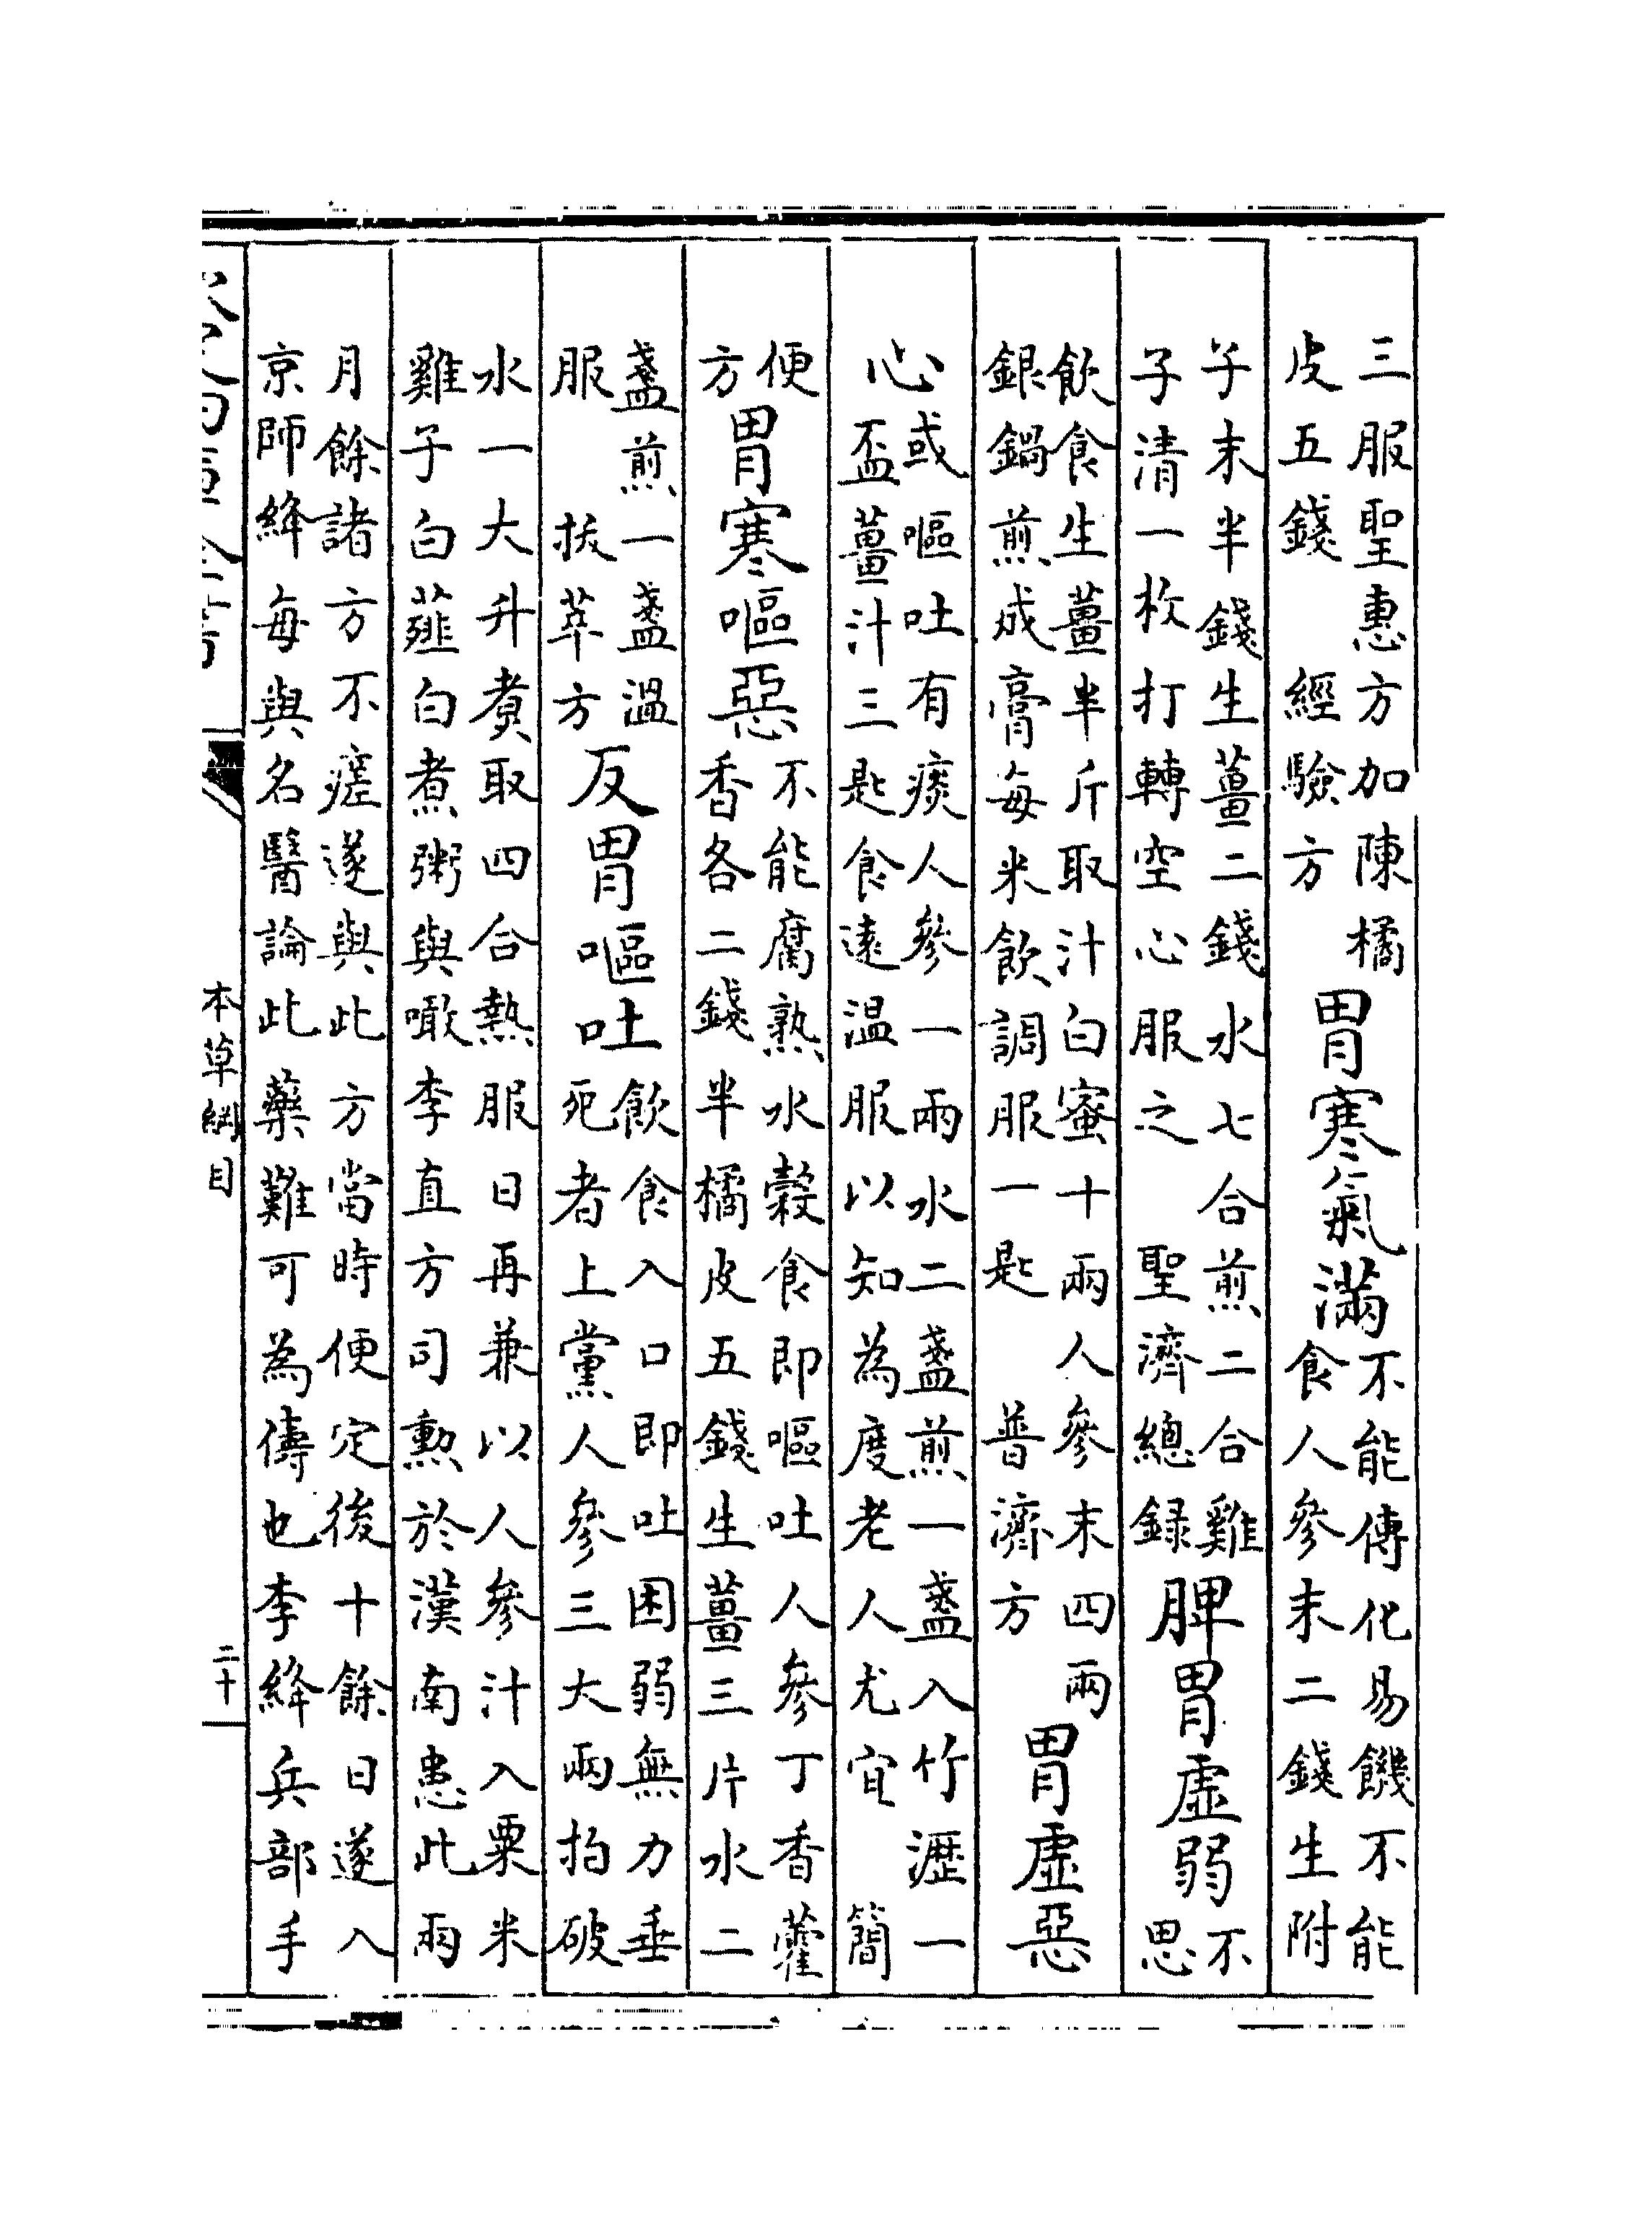 三服聖惠方加陳橘皮五錢 經驗方 胃寒氣滿 不能傳化易饑不能食人參末二錢生附
子末半錢生薑二錢水七合煎二合雞子清一枚打轉空心服之 聖濟總録 脾胃虛弱 不思
飲食生薑半斤取汁白蜜十兩人參末四兩銀鍋煎成膏每米飲調服一匙 普濟方 胃虛惡
心 或嘔吐有痰人參一兩水二盞煎一盞入竹瀝一盃薑汁三匙食遠温服以知為度老人尤宜 簡
便方 胃寒嘔惡 不能腐熟水穀食即嘔吐人參丁香藿香各二錢半橘皮五錢生薑三片水二
盞煎一盞温服 拔萃方 反胃嘔吐 飲食入口即吐困弱無力垂死者上黨人參三大兩拍破
水一大升煑取四合熱服日再兼以人參汁入粟米雞子白薤白煮粥與噉李直方司勲於漢南患此兩
月餘諸方不瘥遂與此方當時便定後十餘日遂入京師絳每與名醫論此藥難可為儔也李絳兵部手
本草綱目
二十